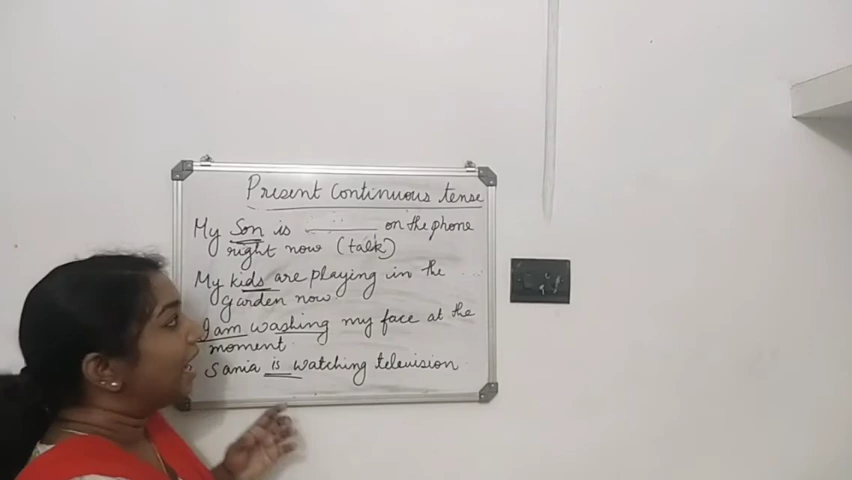 Present Continuous tense
My Son is __________ on the phone
right now (talk)
My kids are playing in the
garden now
I am washing my face at the
moment
Sania is watching television